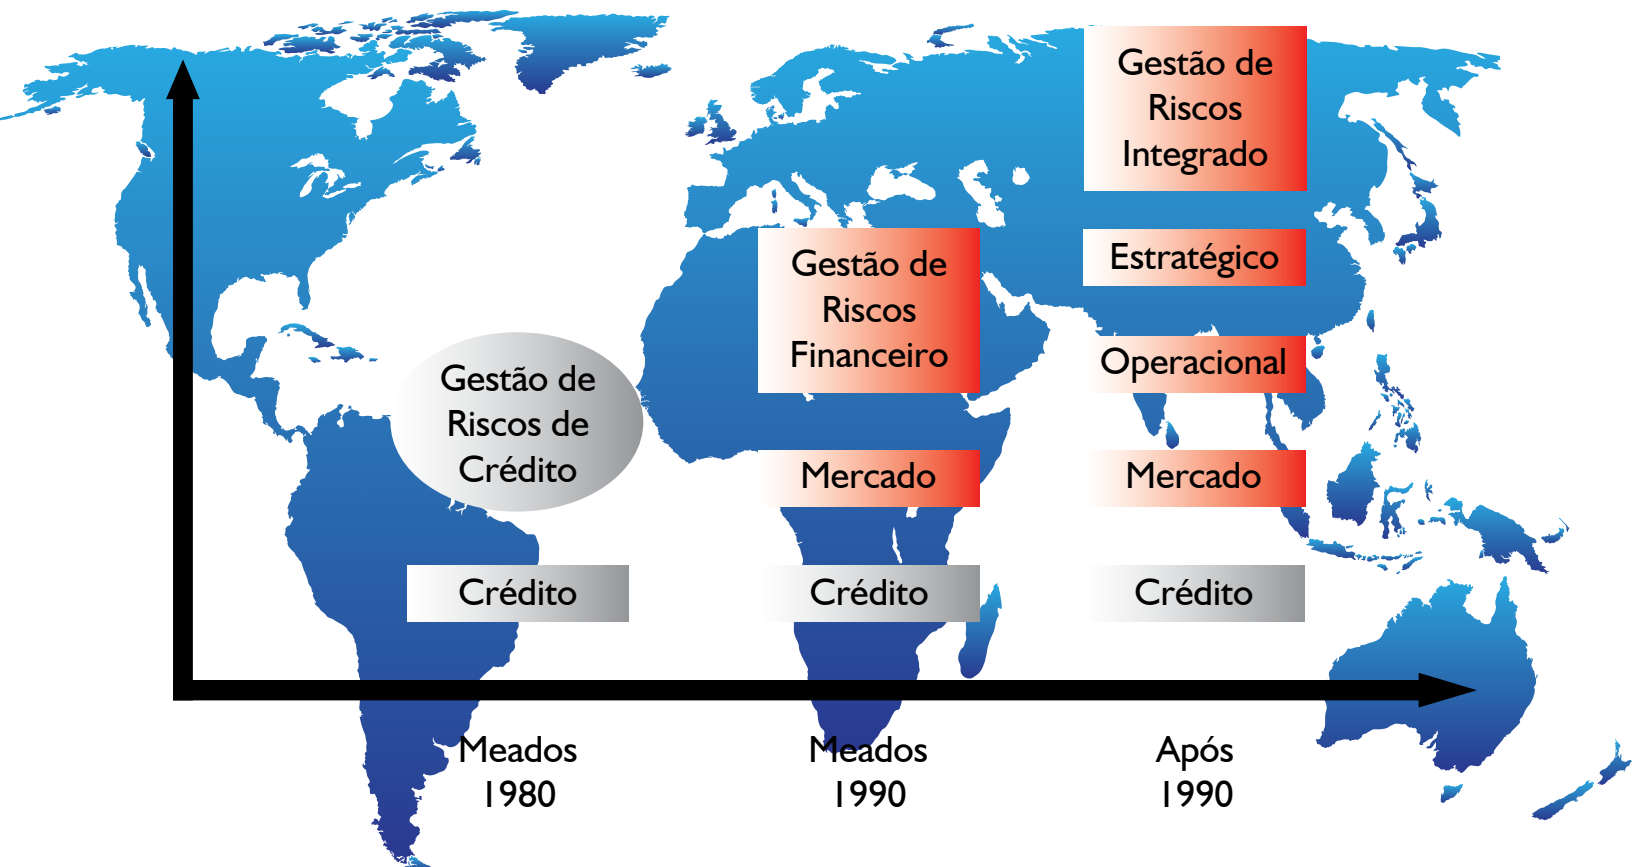 Gestão de
Riscos
Integrado
Estratégico
Operacional
Mercado
Crédito
Gestão de
Riscos
Financeiro
Mercado
Crédito
Gestão de
Riscos de
Crédito
Crédito
Meados
1980
Meados
1990
Após
1990